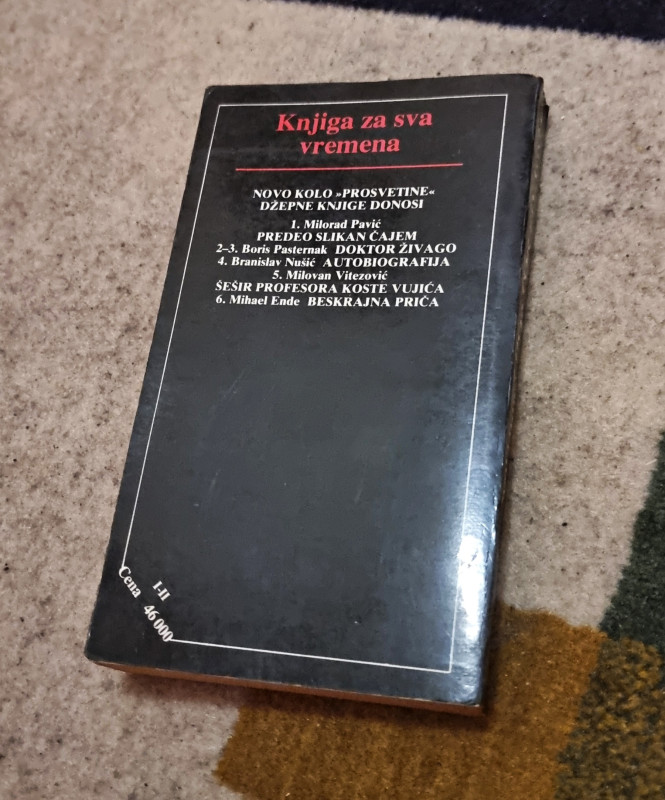 Knjiga za sva
vremena
NOVO KOLO »PROSVETINE«
DŽEPNE KNJIGE DONOSI
1. Milorad Pavić
PREDEO SLIKAN ČAJEM
2–3. Boris Pasternak DOKTOR ŽIVAGO
4. Branislav Nušić AUTOBIOGRAFIJA
5. Milovan Vitezović
ŠEŠIR PROFESORA KOSTE VUJIĆA
6. Mihael Ende BESKRAJNA PRIČA
I-II
Cena 46000